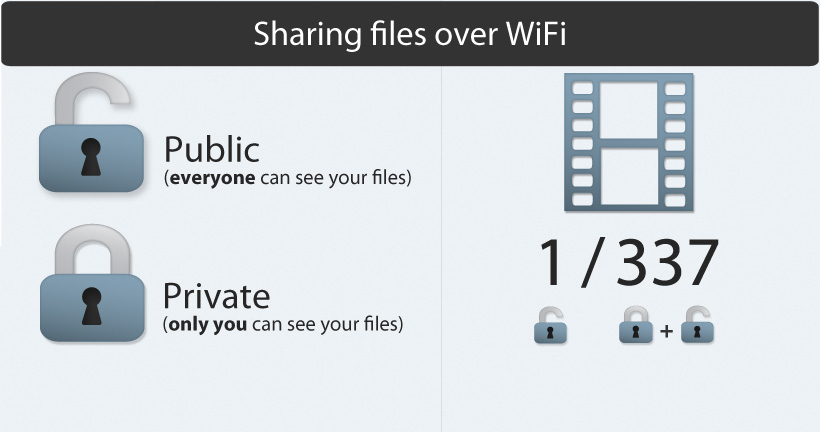 Sharing files over WiFi
Public
(everyone can see your files)
Private
(only you can see your files)
1 / 337
+